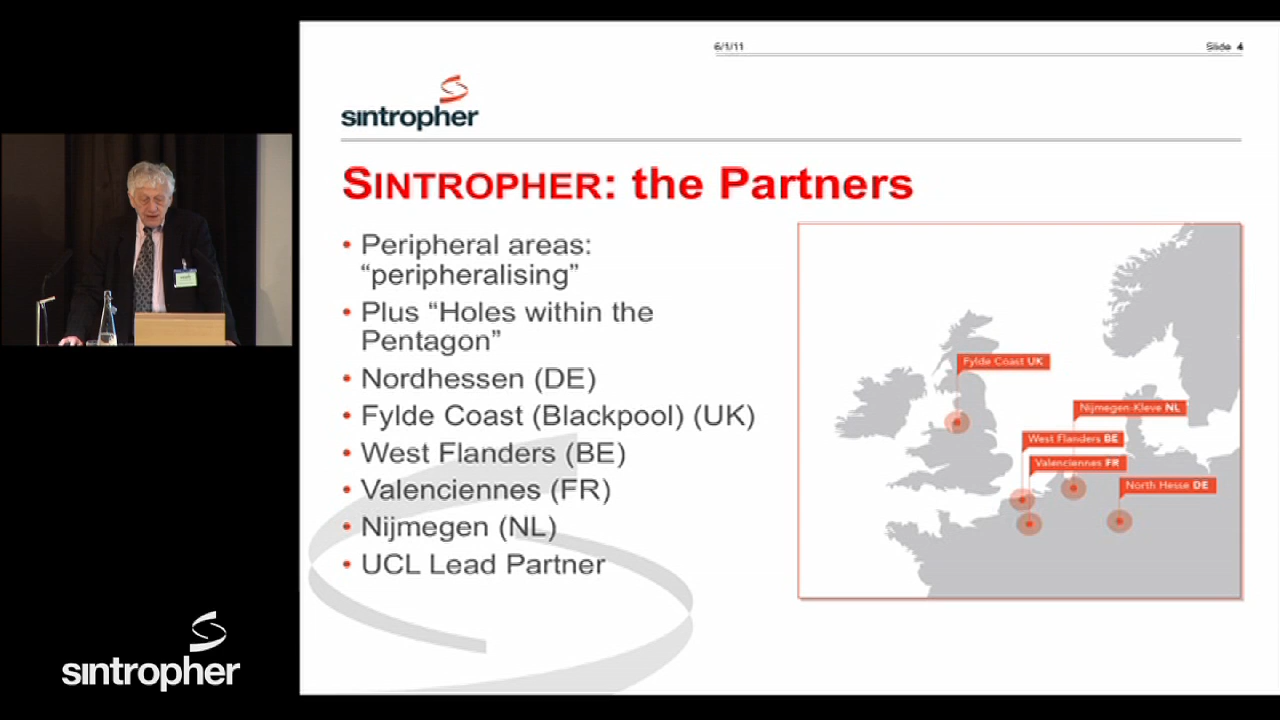 6/1/11
Slide 4
sintropher
SINTROPHER: the Partners
• Peripheral areas:
“peripheralising”
• Plus “Holes within the
Pentagon”
• Nordhessen (DE)
• Fylde Coast (Blackpool) (UK)
• West Flanders (BE)
• Valenciennes (FR)
• Nijmegen (NL)
• UCL Lead Partner
Fylde Coast UK
Nijmegen-Kleve NL
West Flanders BE
Valenciennes FR
North Hesse DE
sintropher